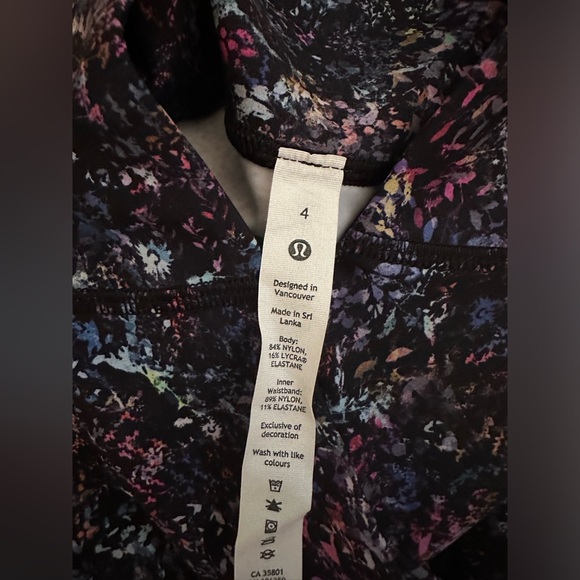 4
Designed in
Vancouver
Made in Sri
Lanka
Body:
84% NYLON,
16% LYCRA®
ELASTANE
Inner
Waistband:
89% NYLON,
11% ELASTANE
Exclusive of
decoration
Wash with like
colours
CA 35801